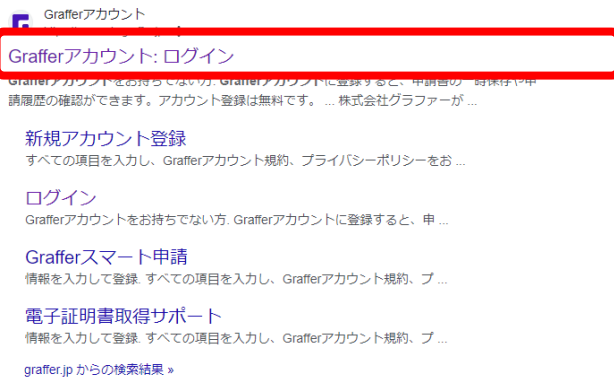 Grafferアカウント
Grafferアカウント: ログイン
Grafferアカウントをお持ちでない方. Grafferアカウントに登録すると、申請書の一時保存や申
請履歴の確認ができます。アカウント登録は無料です。 ... 株式会社グラファーが ...
新規アカウント登録
すべての項目を入力し、Grafferアカウント規約、プライバシーポリシーをお ...
ログイン
Grafferアカウントをお持ちでない方. Grafferアカウントに登録すると、申 ...
Grafferスマート申請
情報を入力して登録. すべての項目を入力し、Grafferアカウント規約、プ ...
電子証明書取得サポート
情報を入力して登録. すべての項目を入力し、Grafferアカウント規約、プ ...
graffer.jp からの検索結果 »